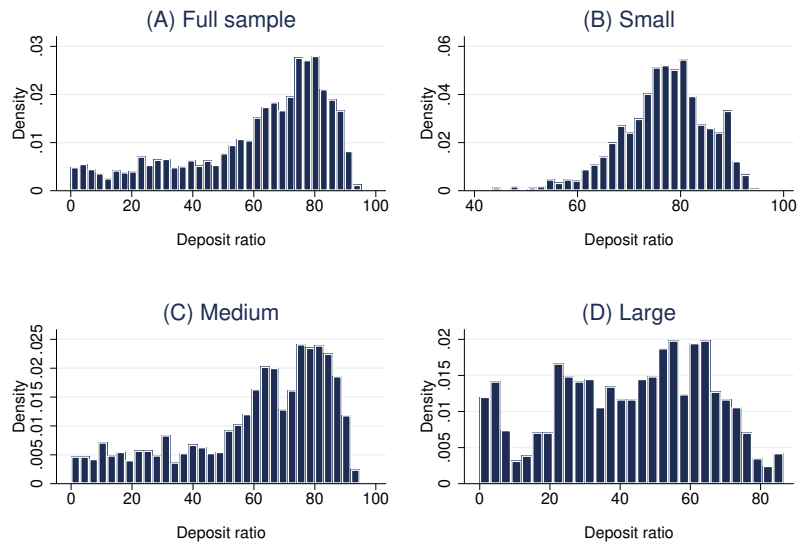 (A) Full sample
.03
.02
.01
0
Density
0 20 40 60 80 100
Deposit ratio
(B) Small
.06
.04
.02
0
Density
40 60 80 100
Deposit ratio
(C) Medium
.025
.02
.015
.01
.005
0
Density
0 20 40 60 80 100
Deposit ratio
(D) Large
.02
.015
.01
.005
0
Density
0 20 40 60 80
Deposit ratio